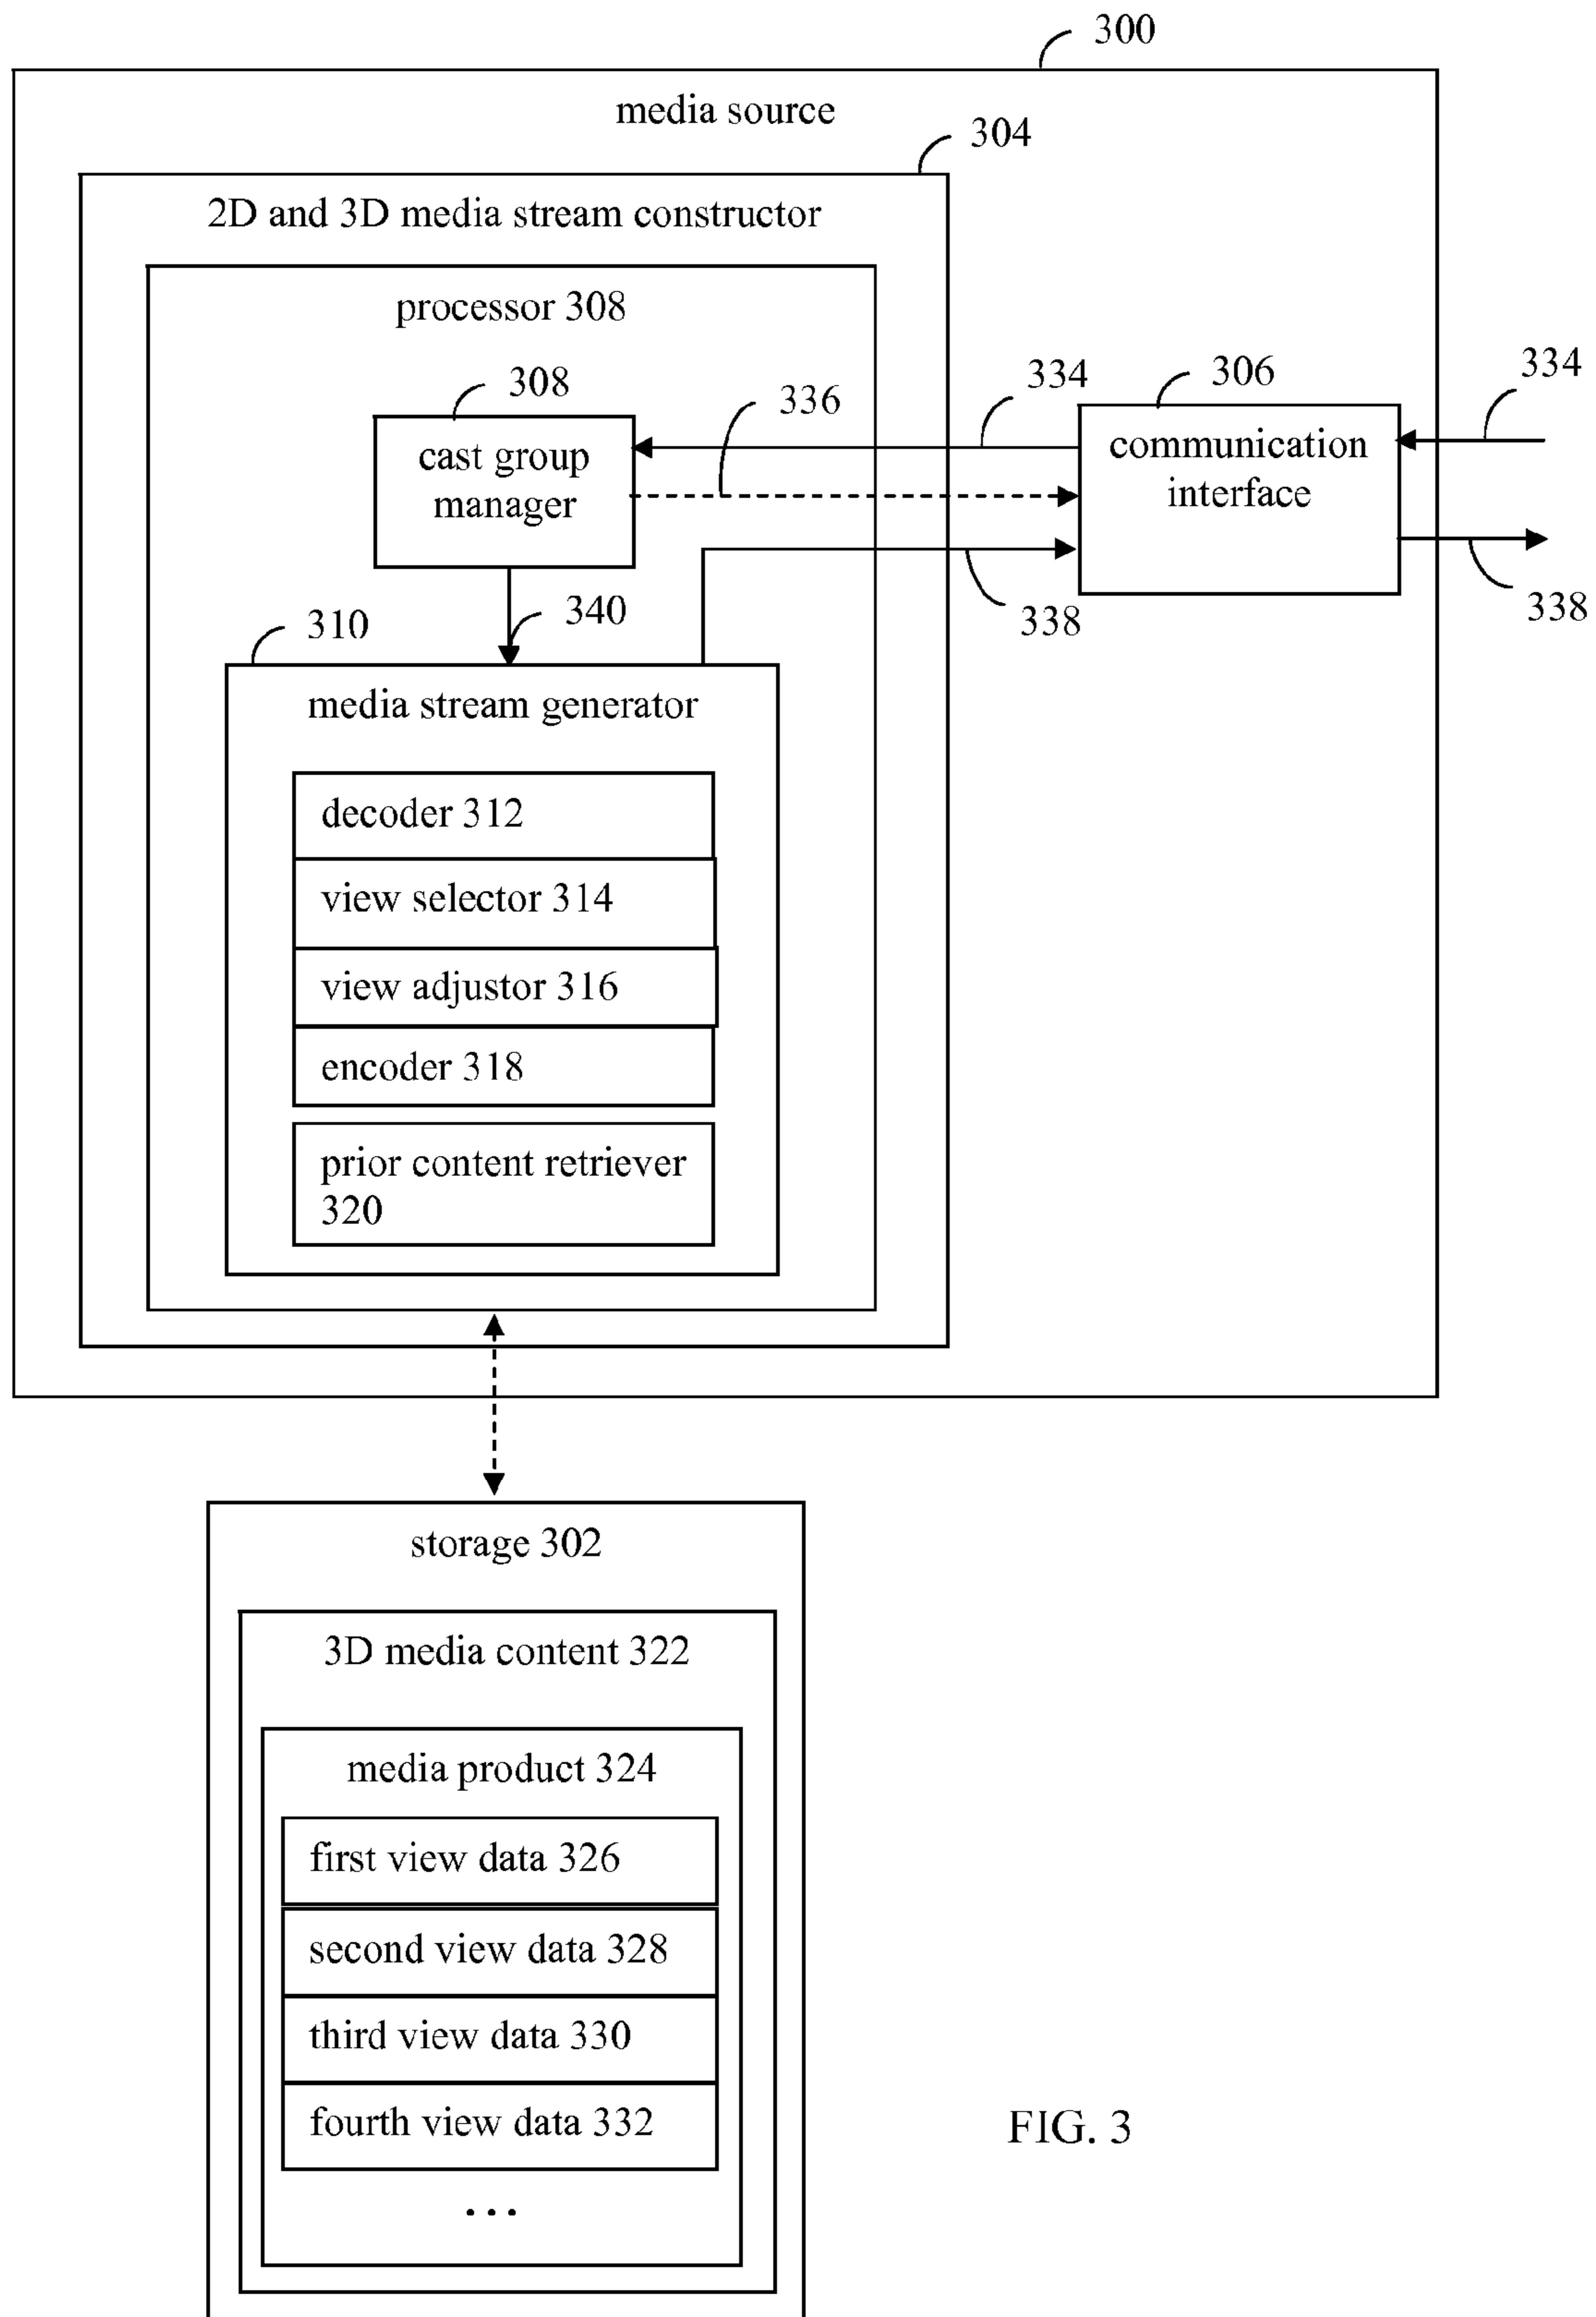 300
media source
304
2D and 3D media stream constructor
processor 308
308
336
334
306
334
cast group
manager
communication
interface
310
340
338
338
media stream generator
decoder 312
view selector 314
view adjustor 316
encoder 318
prior content retriever
320
storage 302
3D media content 322
media product 324
first view data 326
second view data 328
third view data 330
fourth view data 332
...
FIG. 3